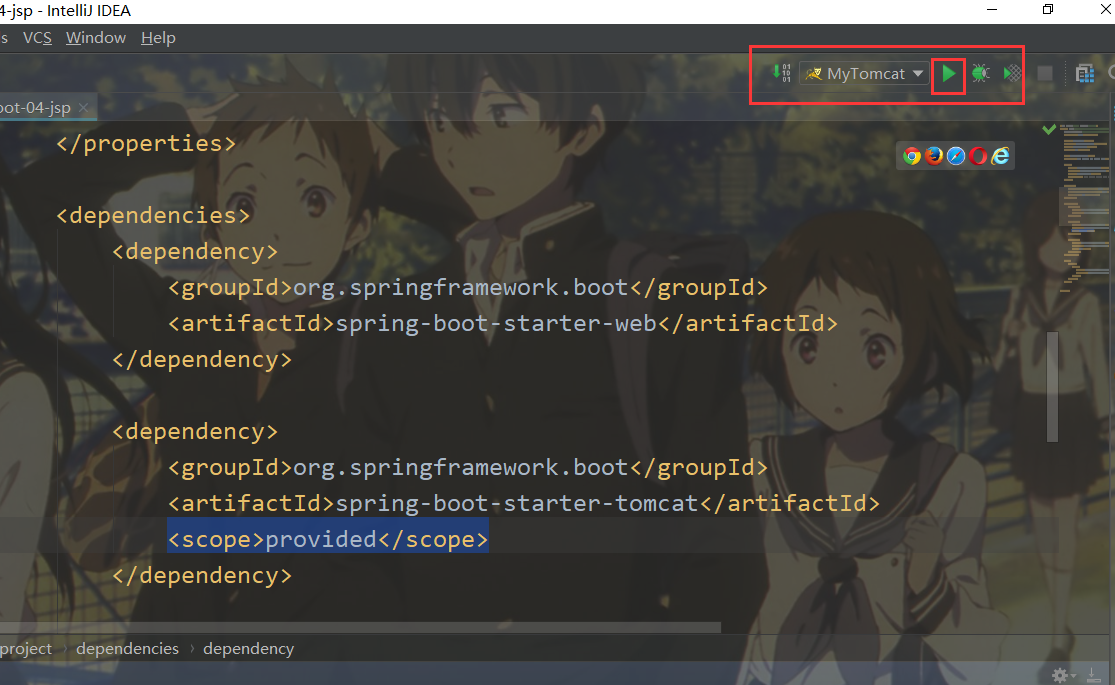 4-jsp - IntelliJ IDEA
s VCS Window Help
MyTomcat
oot-04-jsp
</properties>
<dependencies>
<dependency>
<groupId>org.springframework.boot</groupId>
<artifactId>spring-boot-starter-web</artifactId>
</dependency>
<dependency>
<groupId>org.springframework.boot</groupId>
<artifactId>spring-boot-starter-tomcat</artifactId>
<scope>provided</scope>
</dependency>
project › dependencies › dependency